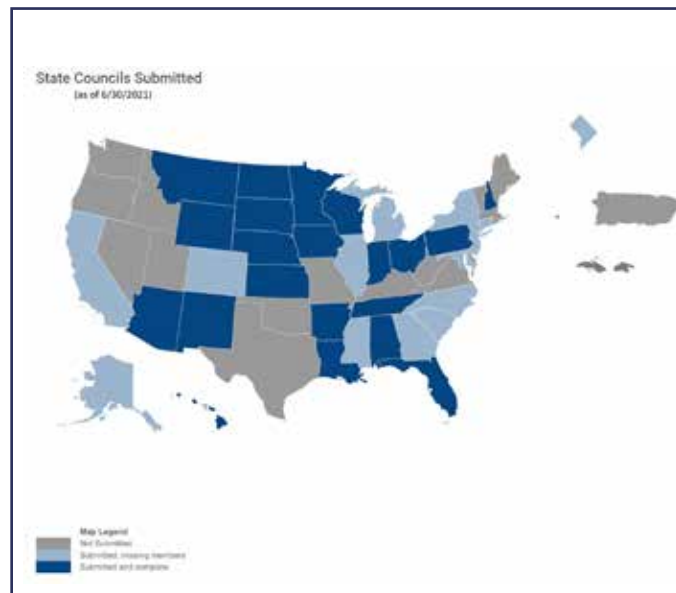 State Councils Submitted
(as of 6/30/2021)
Map Legend
Not Submitted
Submitted, missing members
Submitted and complete